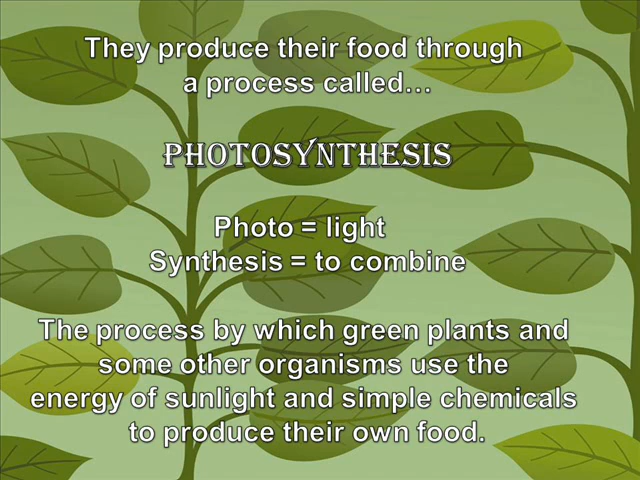 They produce their food through
a process called...
PHOTOSYNTHESIS
Photo = light
Synthesis = to combine
The process by which green plants and
some other organisms use the
energy of sunlight and simple chemicals
to produce their own food.